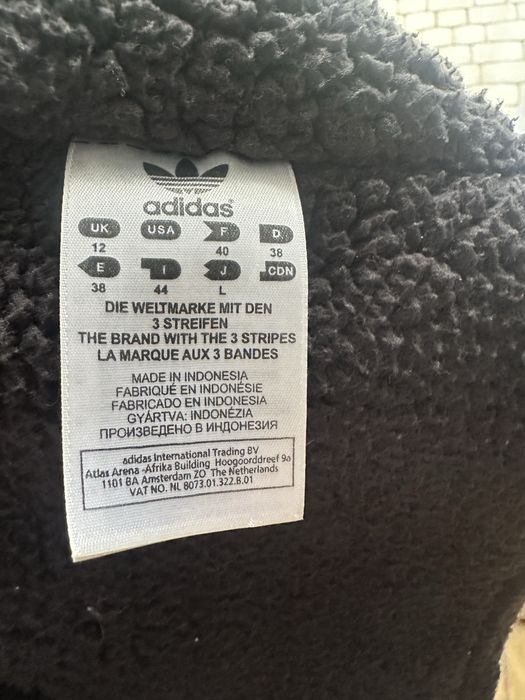 adidas
UK USA F D
12 40 38
E I J CDN
38 44 L
DIE WELTMARKE MIT DEN
3 STREIFEN
THE BRAND WITH THE 3 STRIPES
LA MARQUE AUX 3 BANDES
MADE IN INDONESIA
FABRIQUÉ EN INDONÉSIE
FABRICADO EN INDONESIA
GYÁRTVA: INDONÉZIA
ПРОИЗВЕДЕНО В ИНДОНЕЗИЯ
adidas International Trading BV
Atlas Arena -Afrika Building Hoogoorddreef 9a
1101 BA Amsterdam ZO The Netherlands
VAT NO. NL 8073.01.322.B.01